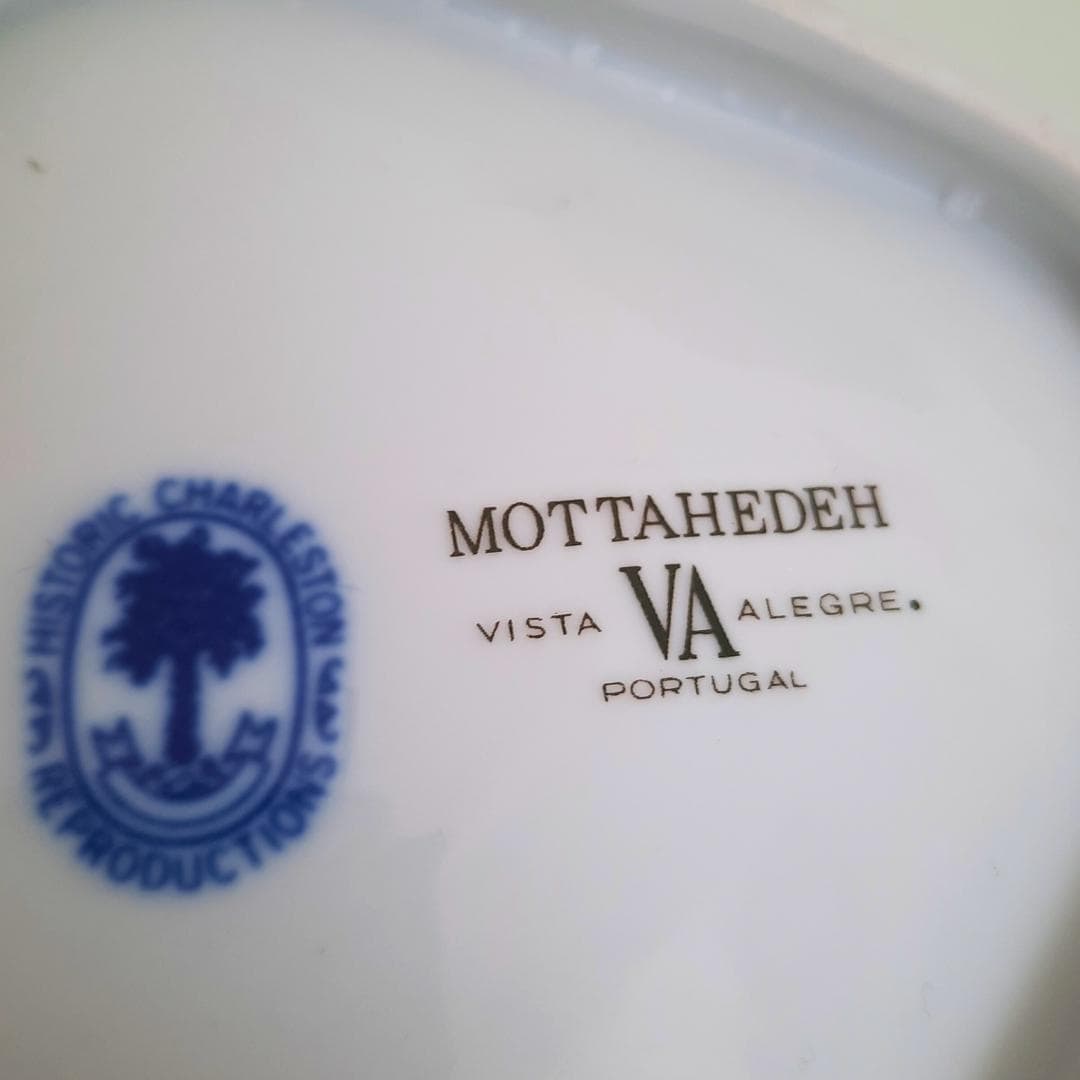 HISTORIC CHARLESTON
REPRODUCTIONS
MOTTAHEDEH
VISTA VA ALEGRE.
PORTUGAL